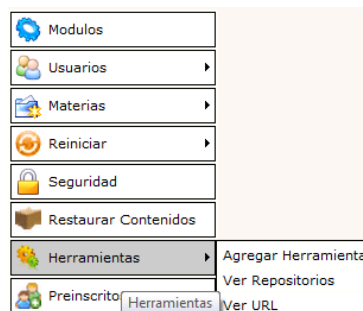 Modulos
Usuarios
Materias
Reiniciar
Seguridad
Restaurar Contenidos
Herramientas
Agregar Herramienta
Ver Repositorios
Preinscrito
Herramientas
Ver URL